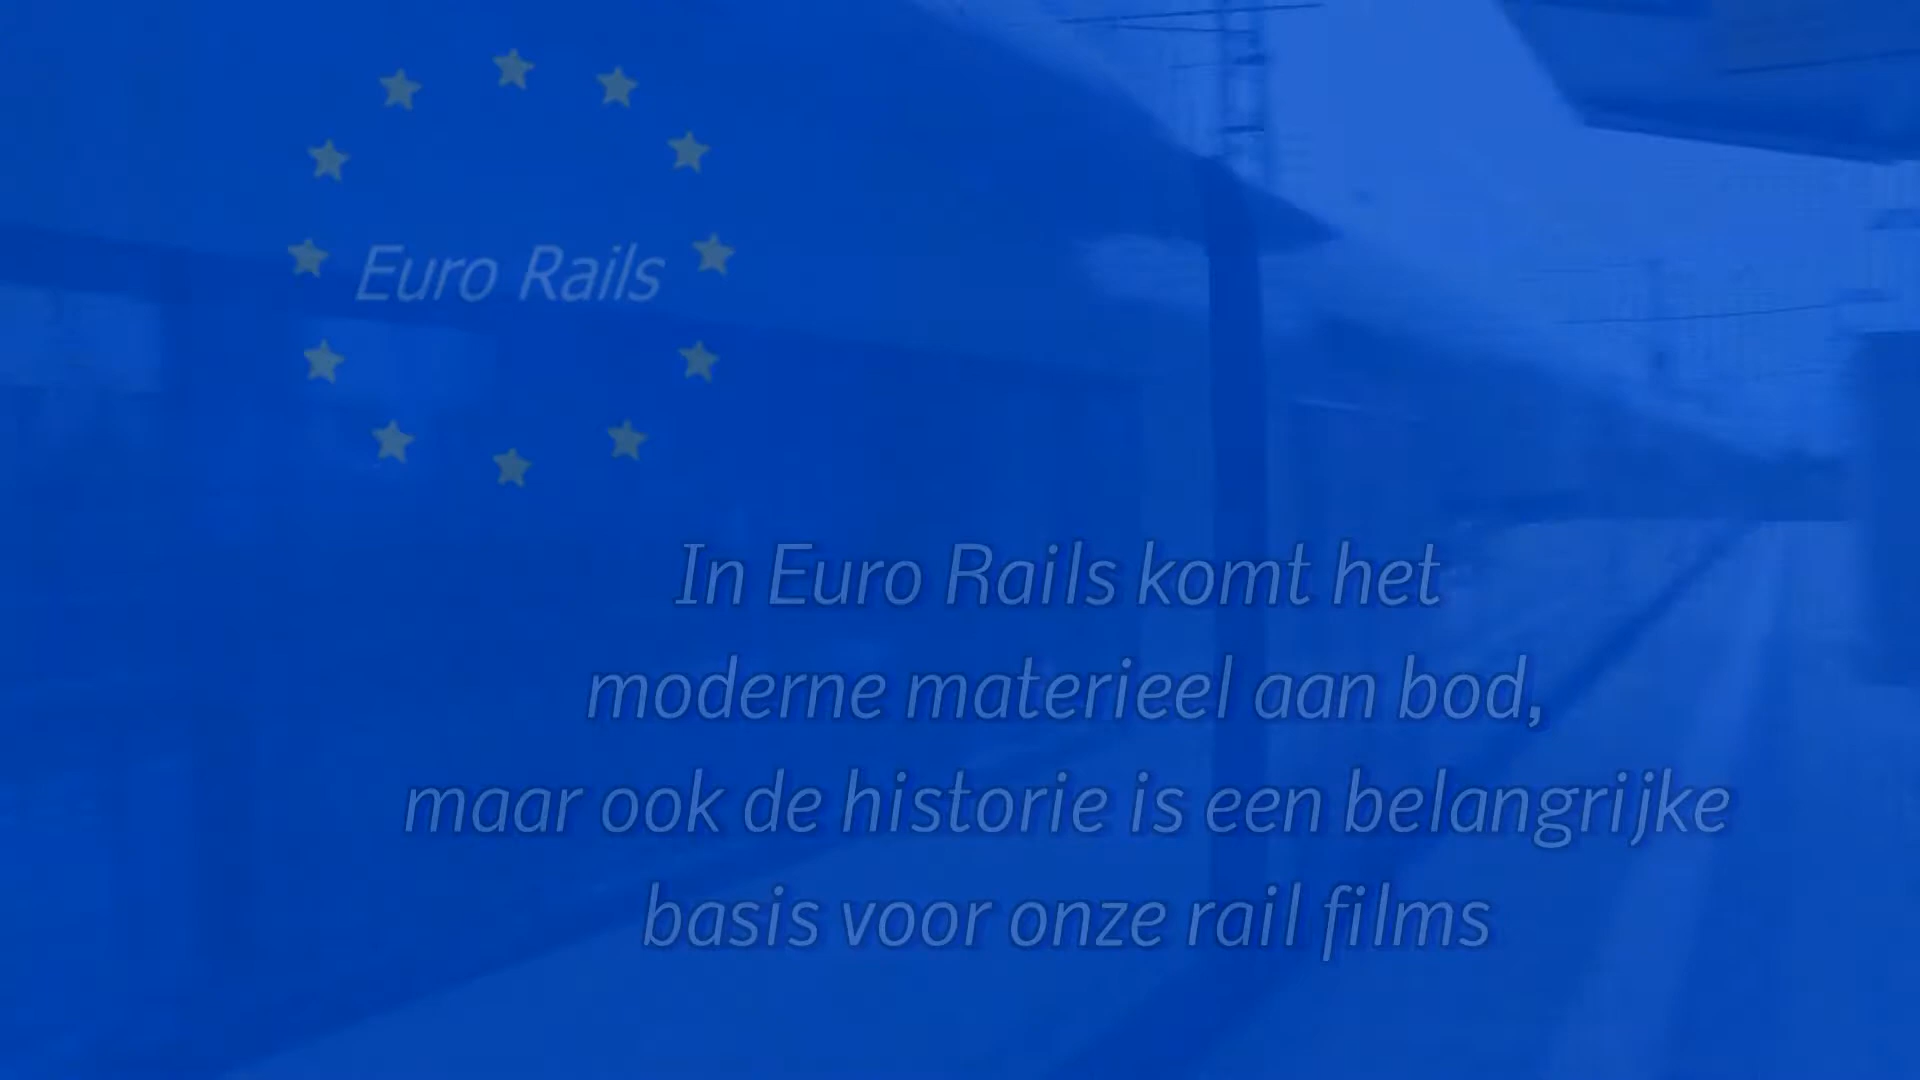 Euro Rails
In Euro Rails komt het
moderne materieel aan bod,
maar ook de historie is een belangrijke
basis voor onze rail films